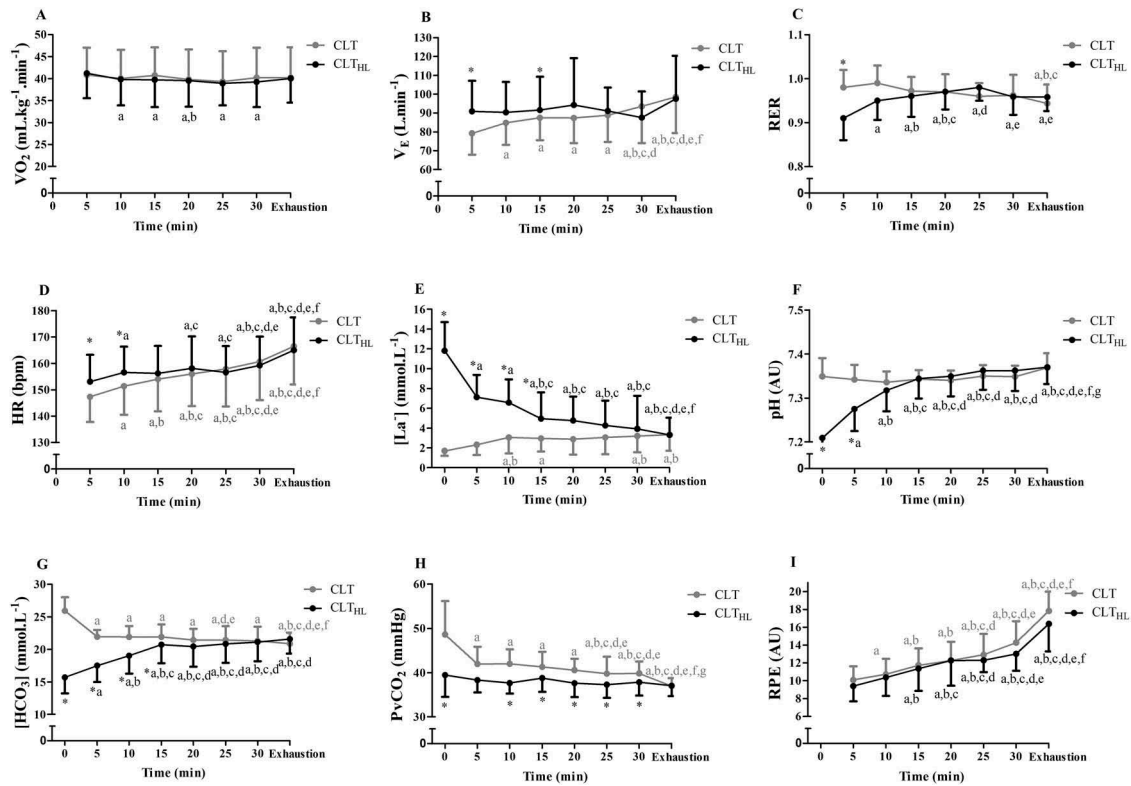 A
VO2 (mL.kg-1.min-1)
50
45
40
35
30
25
20
0
CLT
CLTHL
a a a,b a a
0 5 10 15 20 25 30 Exhaustion
Time (min)
B
VE (L.min-1)
130
120
110
100
90
80
70
60
0
CLT
CLTHL
* *
a a a a a,b,c,d a,b,c,d,e,f
0 5 10 15 20 25 30 Exhaustion
Time (min)
C
RER
1.1
1.0
0.9
0.8
0
CLT
CLTHL
* a,b,c
a a,b a,b,c a,d a,e a,e
0 5 10 15 20 25 30 Exhaustion
Time (min)
D
HR (bpm)
180
170
160
150
140
130
0
CLT
CLTHL
* *a a,c a,c a,b,c,d,e a,b,c,d,e,f
a a,b a,b,c a,b,c a,b,c,d,e a,b,c,d,e,f
0 5 10 15 20 25 30 Exhaustion
Time (min)
E
[La-] (mmol.L-1)
16
14
12
10
8
6
4
2
0
CLT
CLTHL
* *a *a *a,b,c a,b,c a,b,c a,b,c a,b,c,d,e,f
a,b a a,b a,b
0 5 10 15 20 25 30 Exhaustion
Time (min)
F
pH (AU)
7.5
7.4
7.3
7.2
0
CLT
CLTHL
* *a a,b a,b,c a,b,c,d a,b,c,d a,b,c,d a,b,c,d,e,f,g
0 5 10 15 20 25 30 Exhaustion
Time (min)
G
[HCO3] (mmol.L-1)
30
25
20
15
10
0
CLT
CLTHL
a a a a a,d,e a a,b,c,d,e,f
* *a *a,b *a,b,c a,b,c,d a,b,c,d a,b,c,d a,b,c,d
0 5 10 15 20 25 30 Exhaustion
Time (min)
H
PvCO2 (mmHg)
60
50
40
30
0
CLT
CLTHL
a a a a,b a,b,c,d,e a,b,c,d,e a,b,c,d,e,f,g
* * * * * *
0 5 10 15 20 25 30 Exhaustion
Time (min)
I
RPE (AU)
20
18
16
14
12
10
8
6
0
CLT
CLTHL
a a,b a,b a,b,c,d a,b,c,d,e a,b,c,d,e,f
a,b a,b,c a,b,c,d a,b,c,d,e a,b,c,d,e,f
0 5 10 15 20 25 30 Exhaustion
Time (min)